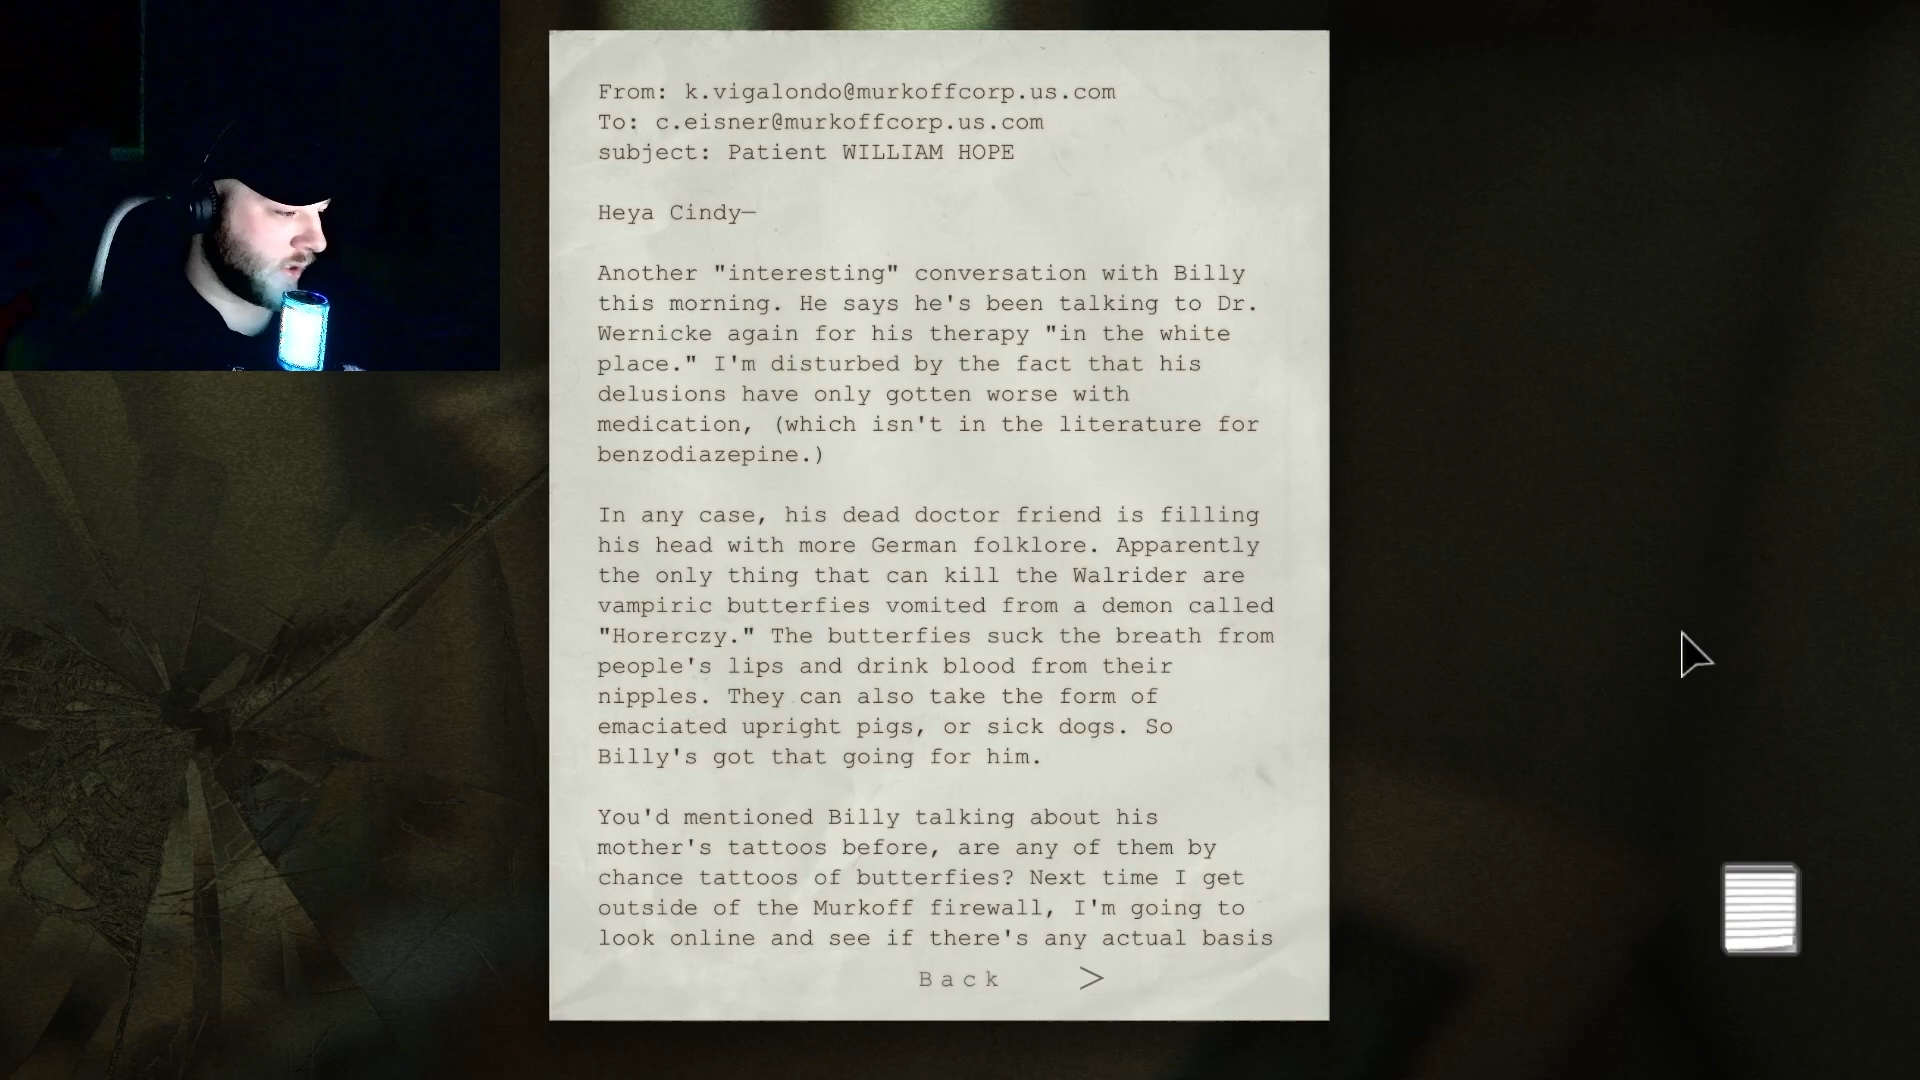 From: k.vigalondo@murkoffcorp.us.com
To: c.eisner@murkoffcorp.us.com
subject: Patient WILLIAM HOPE
Heya Cindy—
Another "interesting" conversation with Billy
this morning. He says he's been talking to Dr.
Wernicke again for his therapy "in the white
place." I'm disturbed by the fact that his
delusions have only gotten worse with
medication, (which isn't in the literature for
benzodiazepine.)
In any case, his dead doctor friend is filling
his head with more German folklore. Apparently
the only thing that can kill the Walrider are
vampiric butterfies vomited from a demon called
"Horerczy." The butterfies suck the breath from
people's lips and drink blood from their
nipples. They can also take the form of
emaciated upright pigs, or sick dogs. So
Billy's got that going for him.
You'd mentioned Billy talking about his
mother's tattoos before, are any of them by
chance tattoos of butterfies? Next time I get
outside of the Murkoff firewall, I'm going to
look online and see if there's any actual basis
Back >